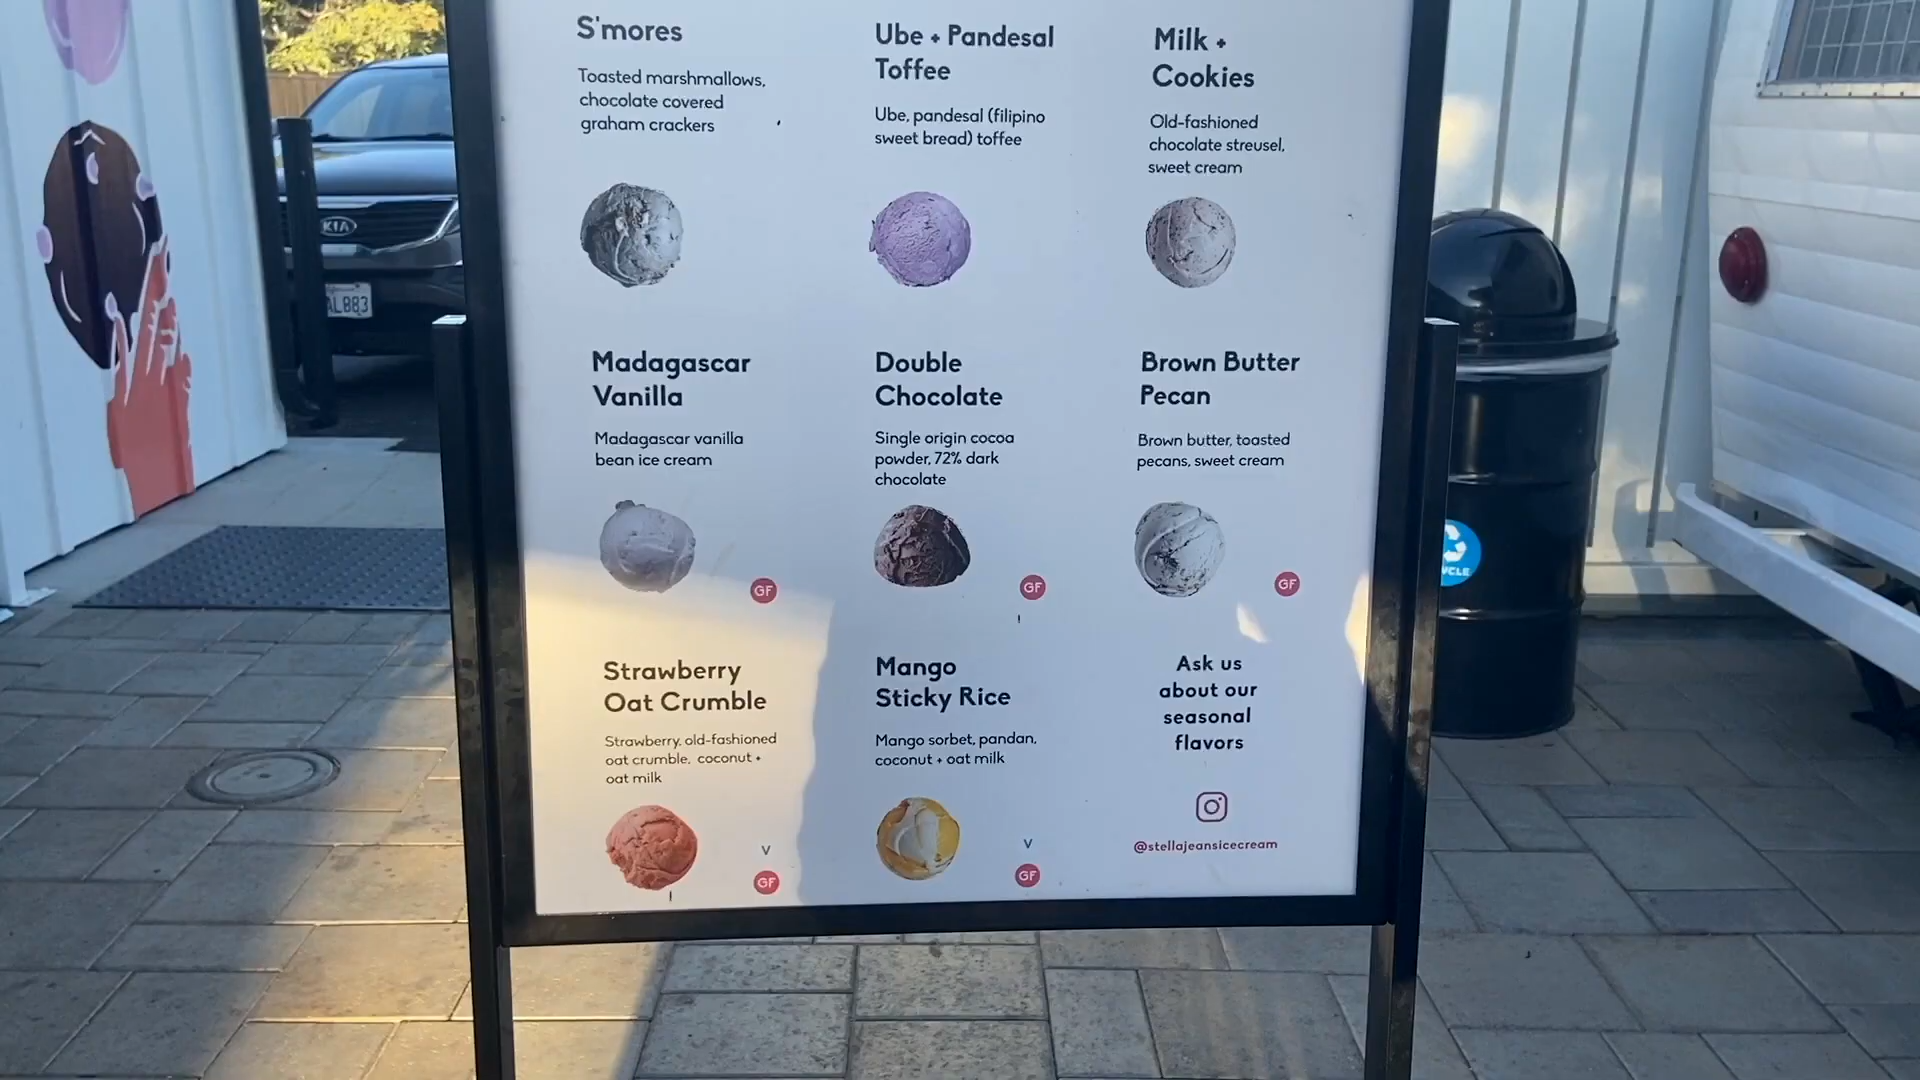 S'mores
Toasted marshmallows,
chocolate covered
graham crackers
Ube + Pandesal
Toffee
Ube, pandesal (filipino
sweet bread) toffee
Milk +
Cookies
Old-fashioned
chocolate streusel,
sweet cream
Madagascar
Vanilla
Madagascar vanilla
bean ice cream
GF
Double
Chocolate
Single origin cocoa
powder, 72% dark
chocolate
GF
Brown Butter
Pecan
Brown butter, toasted
pecans, sweet cream
GF
Strawberry
Oat Crumble
Strawberry, old-fashioned
oat crumble, coconut +
oat milk
V
GF
Mango
Sticky Rice
Mango sorbet, pandan,
coconut + oat milk
V
GF
Ask us
about our
seasonal
flavors
@stellajeansicecream
KIA
AL883
YCLE